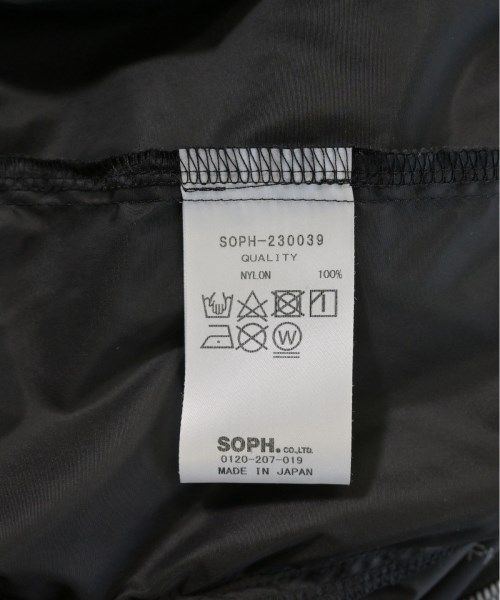 SOPH-230039
QUALITY
NYLON 100%
W
SOPH. CO.,LTD.
0120-207-019
MADE IN JAPAN